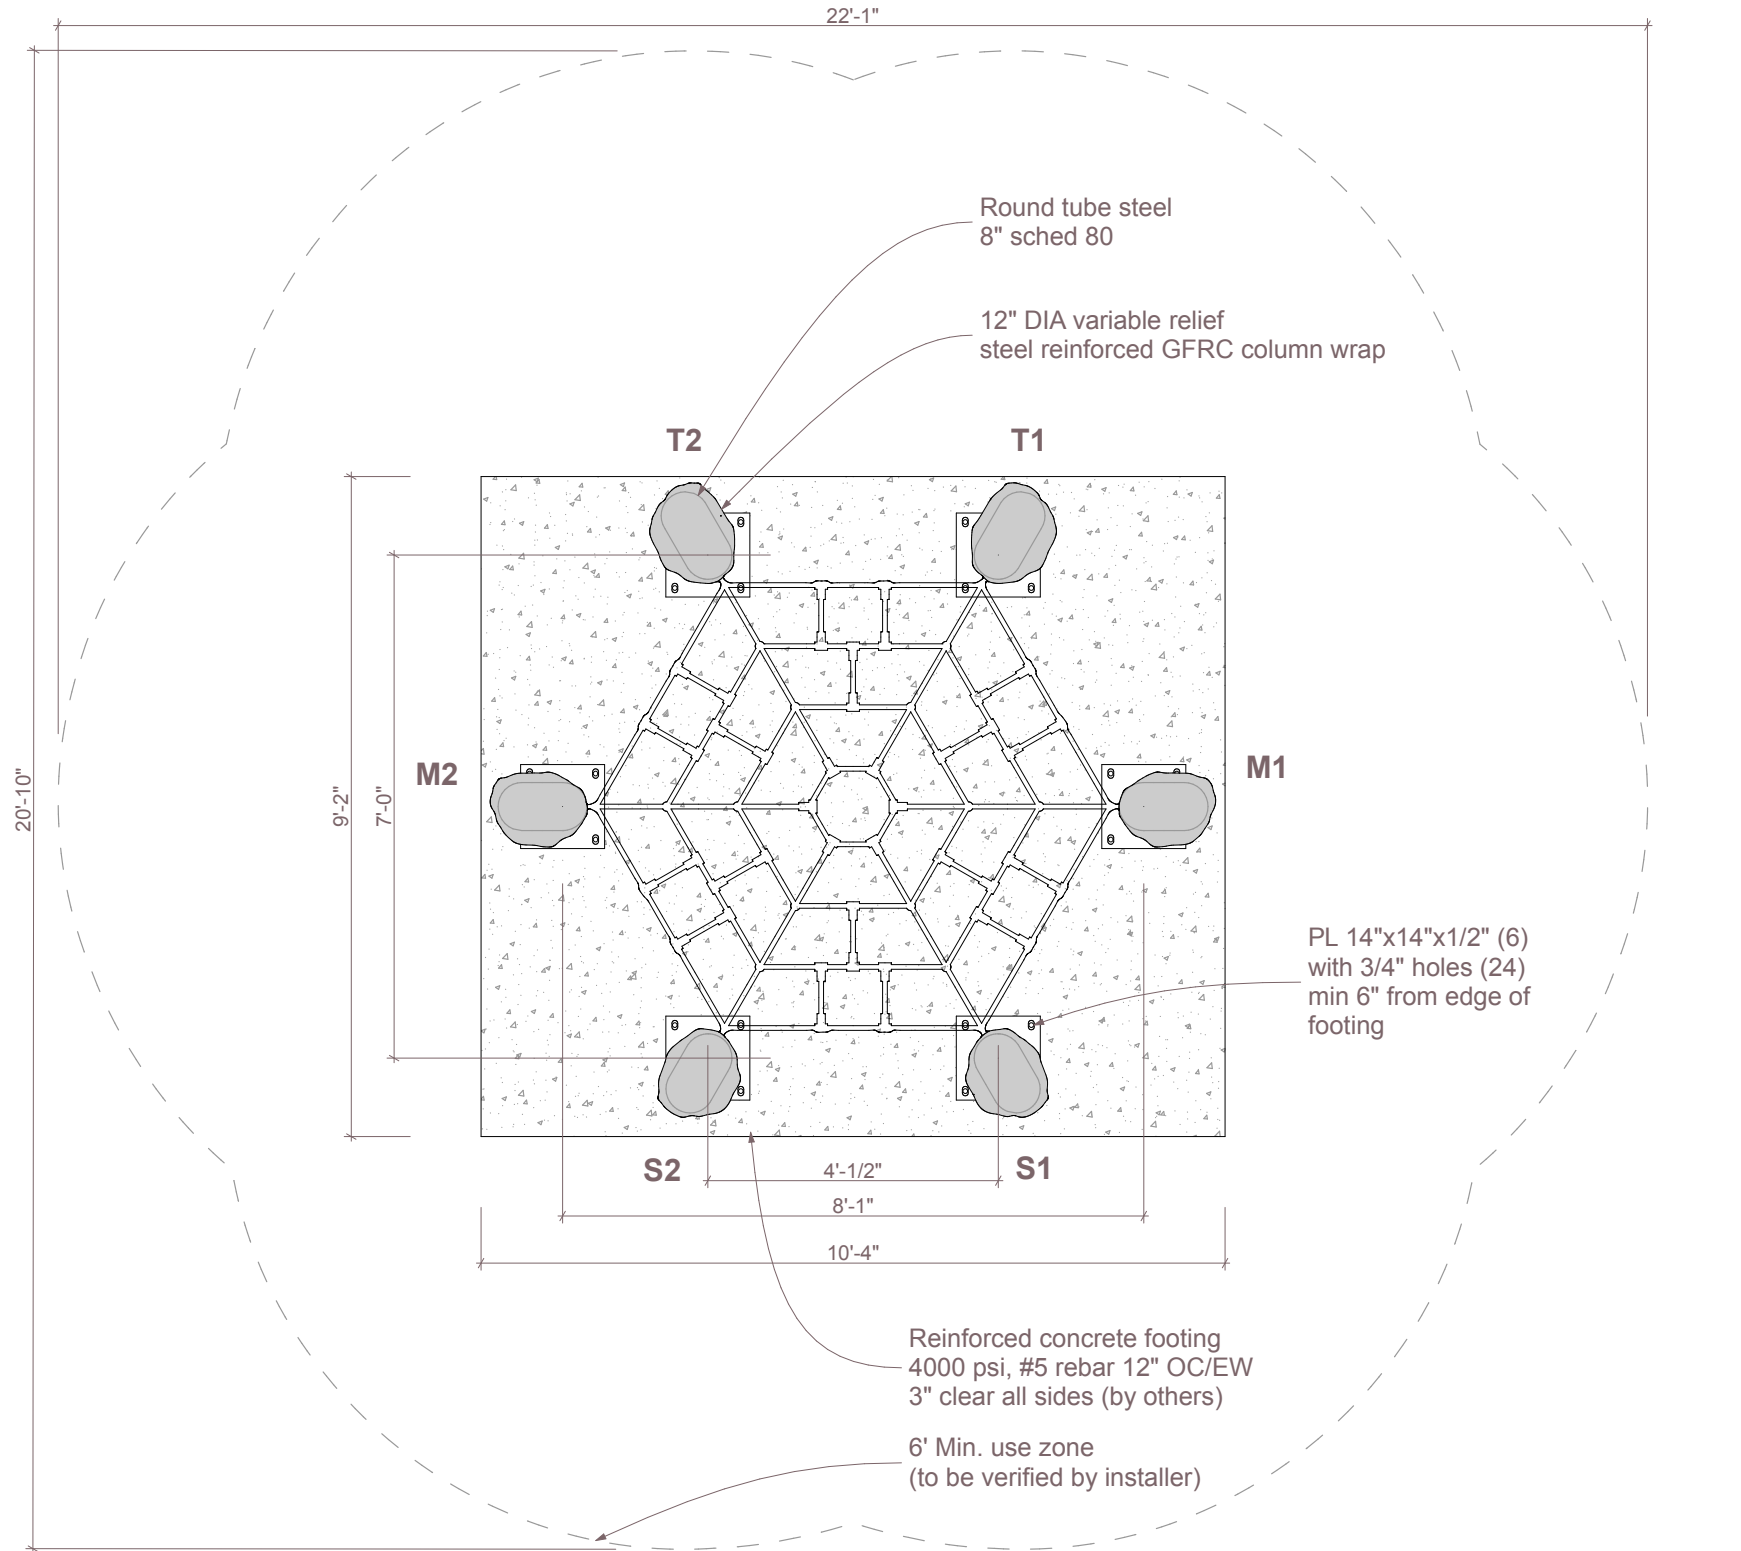 22'-1"
Round tube steel
8" sched 80
12" DIA variable relief
steel reinforced GFRC column wrap
T2
T1
M2
M1
20'-10"
9'-2"
7'-0"
PL 14"x14"x1/2" (6)
with 3/4" holes (24)
min 6" from edge of
footing
S2
4'-1/2"
S1
8'-1"
10'-4"
Reinforced concrete footing
4000 psi, #5 rebar 12" OC/EW
3" clear all sides (by others)
6' Min. use zone
(to be verified by installer)